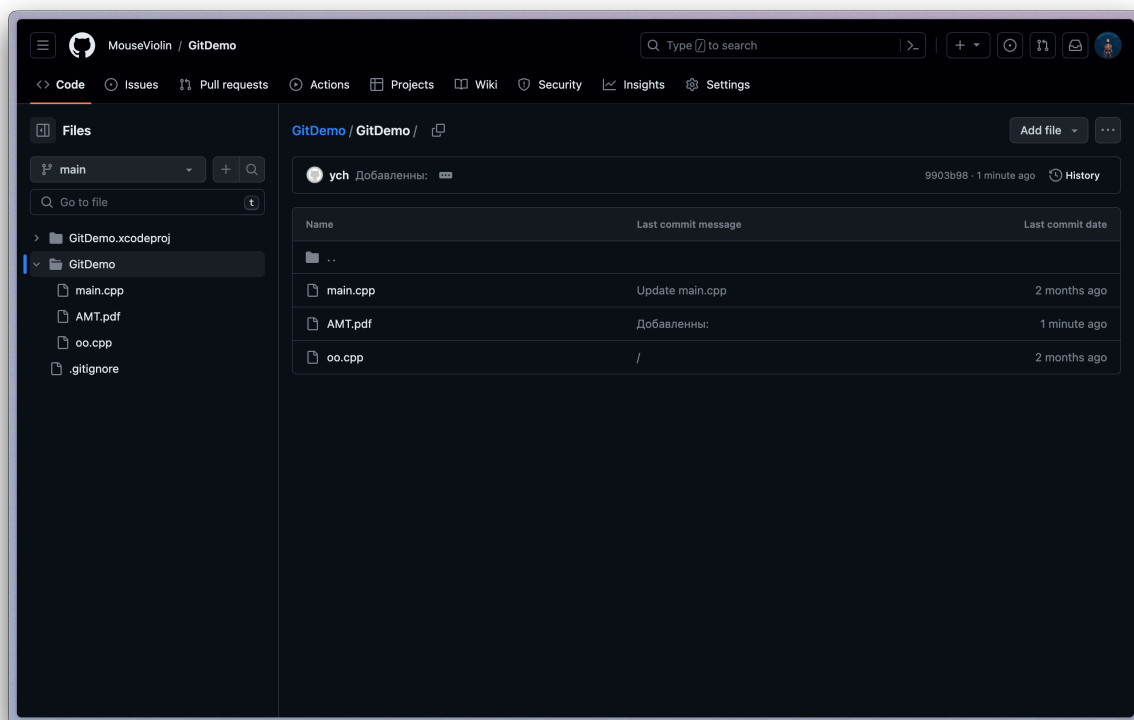 MouseViolin / GitDemo
Type / to search
Code Issues Pull requests Actions Projects Wiki Security Insights Settings
Files
main
Go to file t
GitDemo.xcodeproj
GitDemo
main.cpp
AMT.pdf
oo.cpp
.gitignore
GitDemo / GitDemo /
Add file
ych Добавленны: 9903b98 · 1 minute ago History
Name Last commit message Last commit date
..
main.cpp Update main.cpp 2 months ago
AMT.pdf Добавленны: 1 minute ago
oo.cpp / 2 months ago